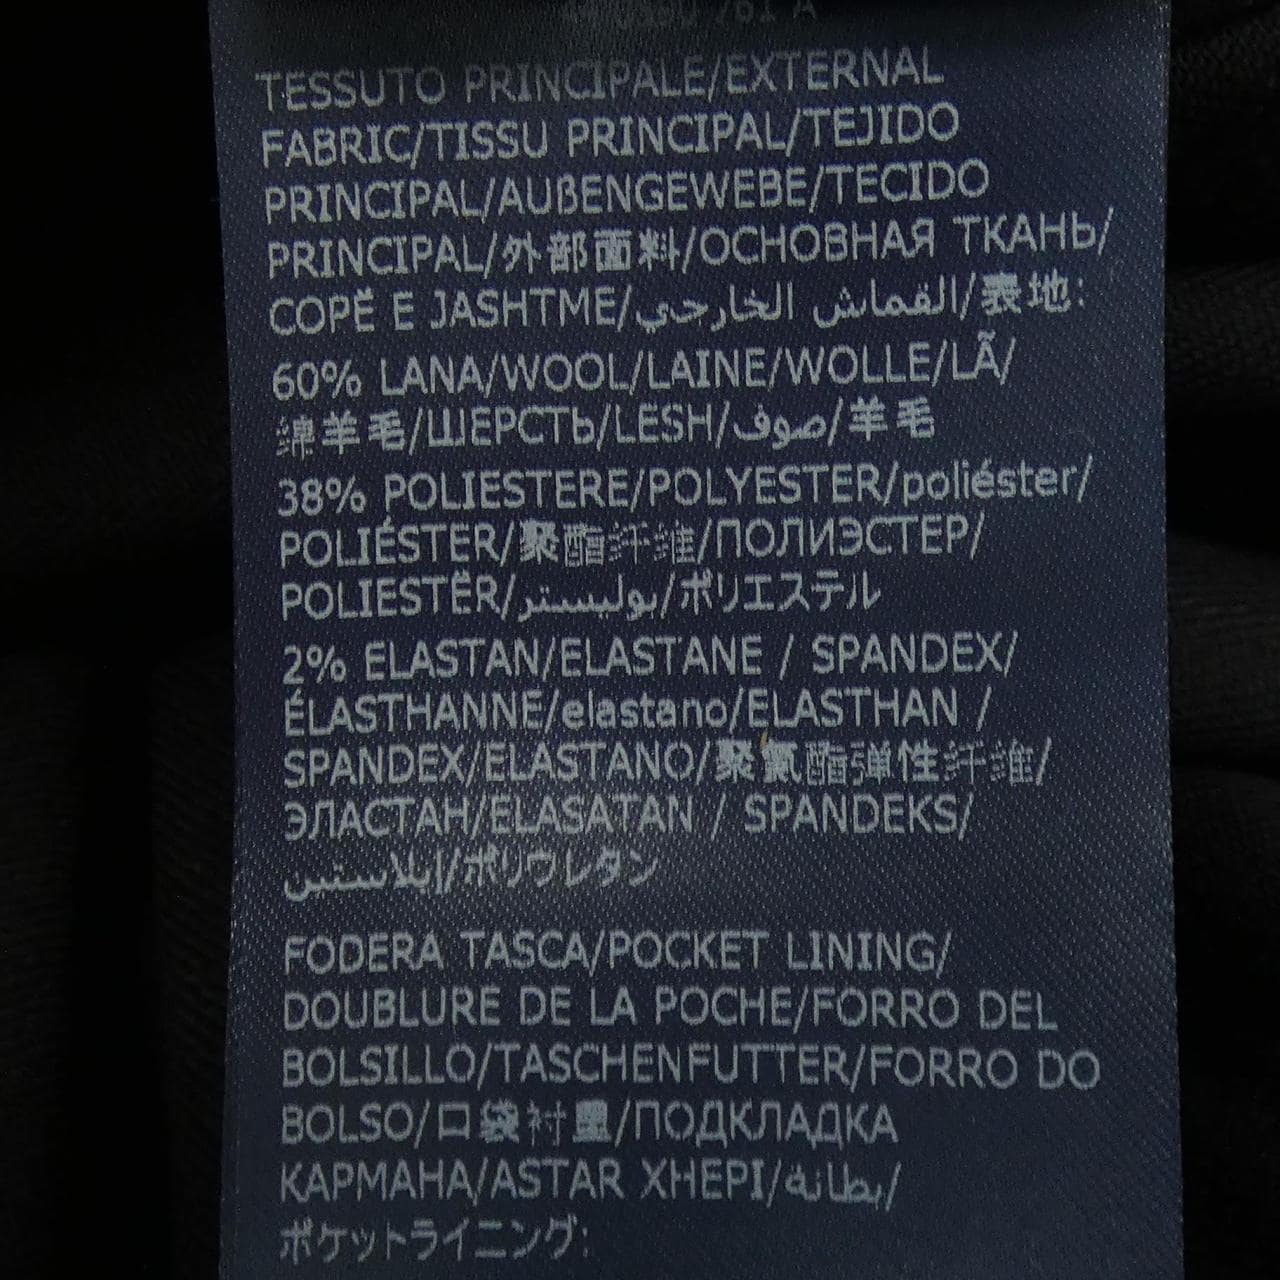 TESSUTO PRINCIPALE/EXTERNAL
FABRIC/TISSU PRINCIPAL/TEJIDO
PRINCIPAL/AUßENGEWEBE/TECIDO
PRINCIPAL/外部面料/ОСНОВНАЯ ТКАНЬ/
COPË E JASHTME/القماش الخارجي/表地:
60% LANA/WOOL/LAINE/WOLLE/LÃ/
绵羊毛/ШЕРСТЬ/LESH/صوف/羊毛
38% POLIESTERE/POLYESTER/poliéster/
POLIÉSTER/聚酯纤维/ПОЛИЭСТЕР/
POLIESTËR/بوليستر/ポリエステル
2% ELASTAN/ELASTANE / SPANDEX/
ÉLASTHANNE/elastano/ELASTHAN /
SPANDEX/ELASTANO/聚氨酯弹性纤维/
ЭЛАСТАН/ELASATAN / SPANDEKS/
إيلاستين/ポリウレタン
FODERA TASCA/POCKET LINING/
DOUBLURE DE LA POCHE/FORRO DEL
BOLSILLO/TASCHENFUTTER/FORRO DO
BOLSO/口袋衬里/ПОДКЛАДКА
КАРМАНА/ASTAR XHEPI/بطانة/
ポケットライニング: